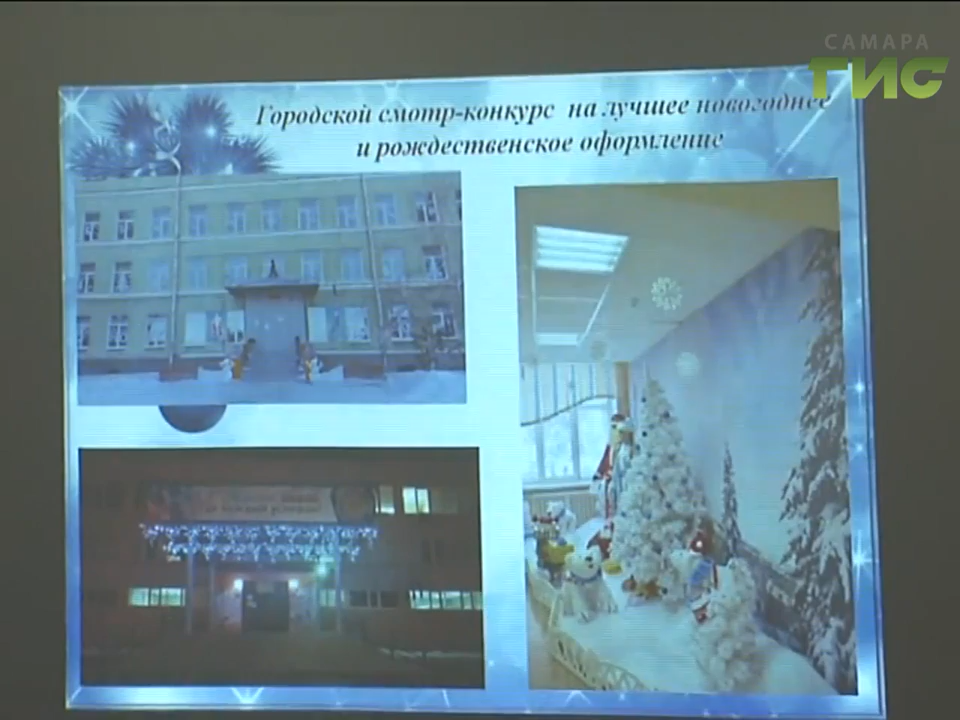 САМАРА
ГИС
Городской смотр-конкурс на лучшее новогоднее
и рождественское оформление